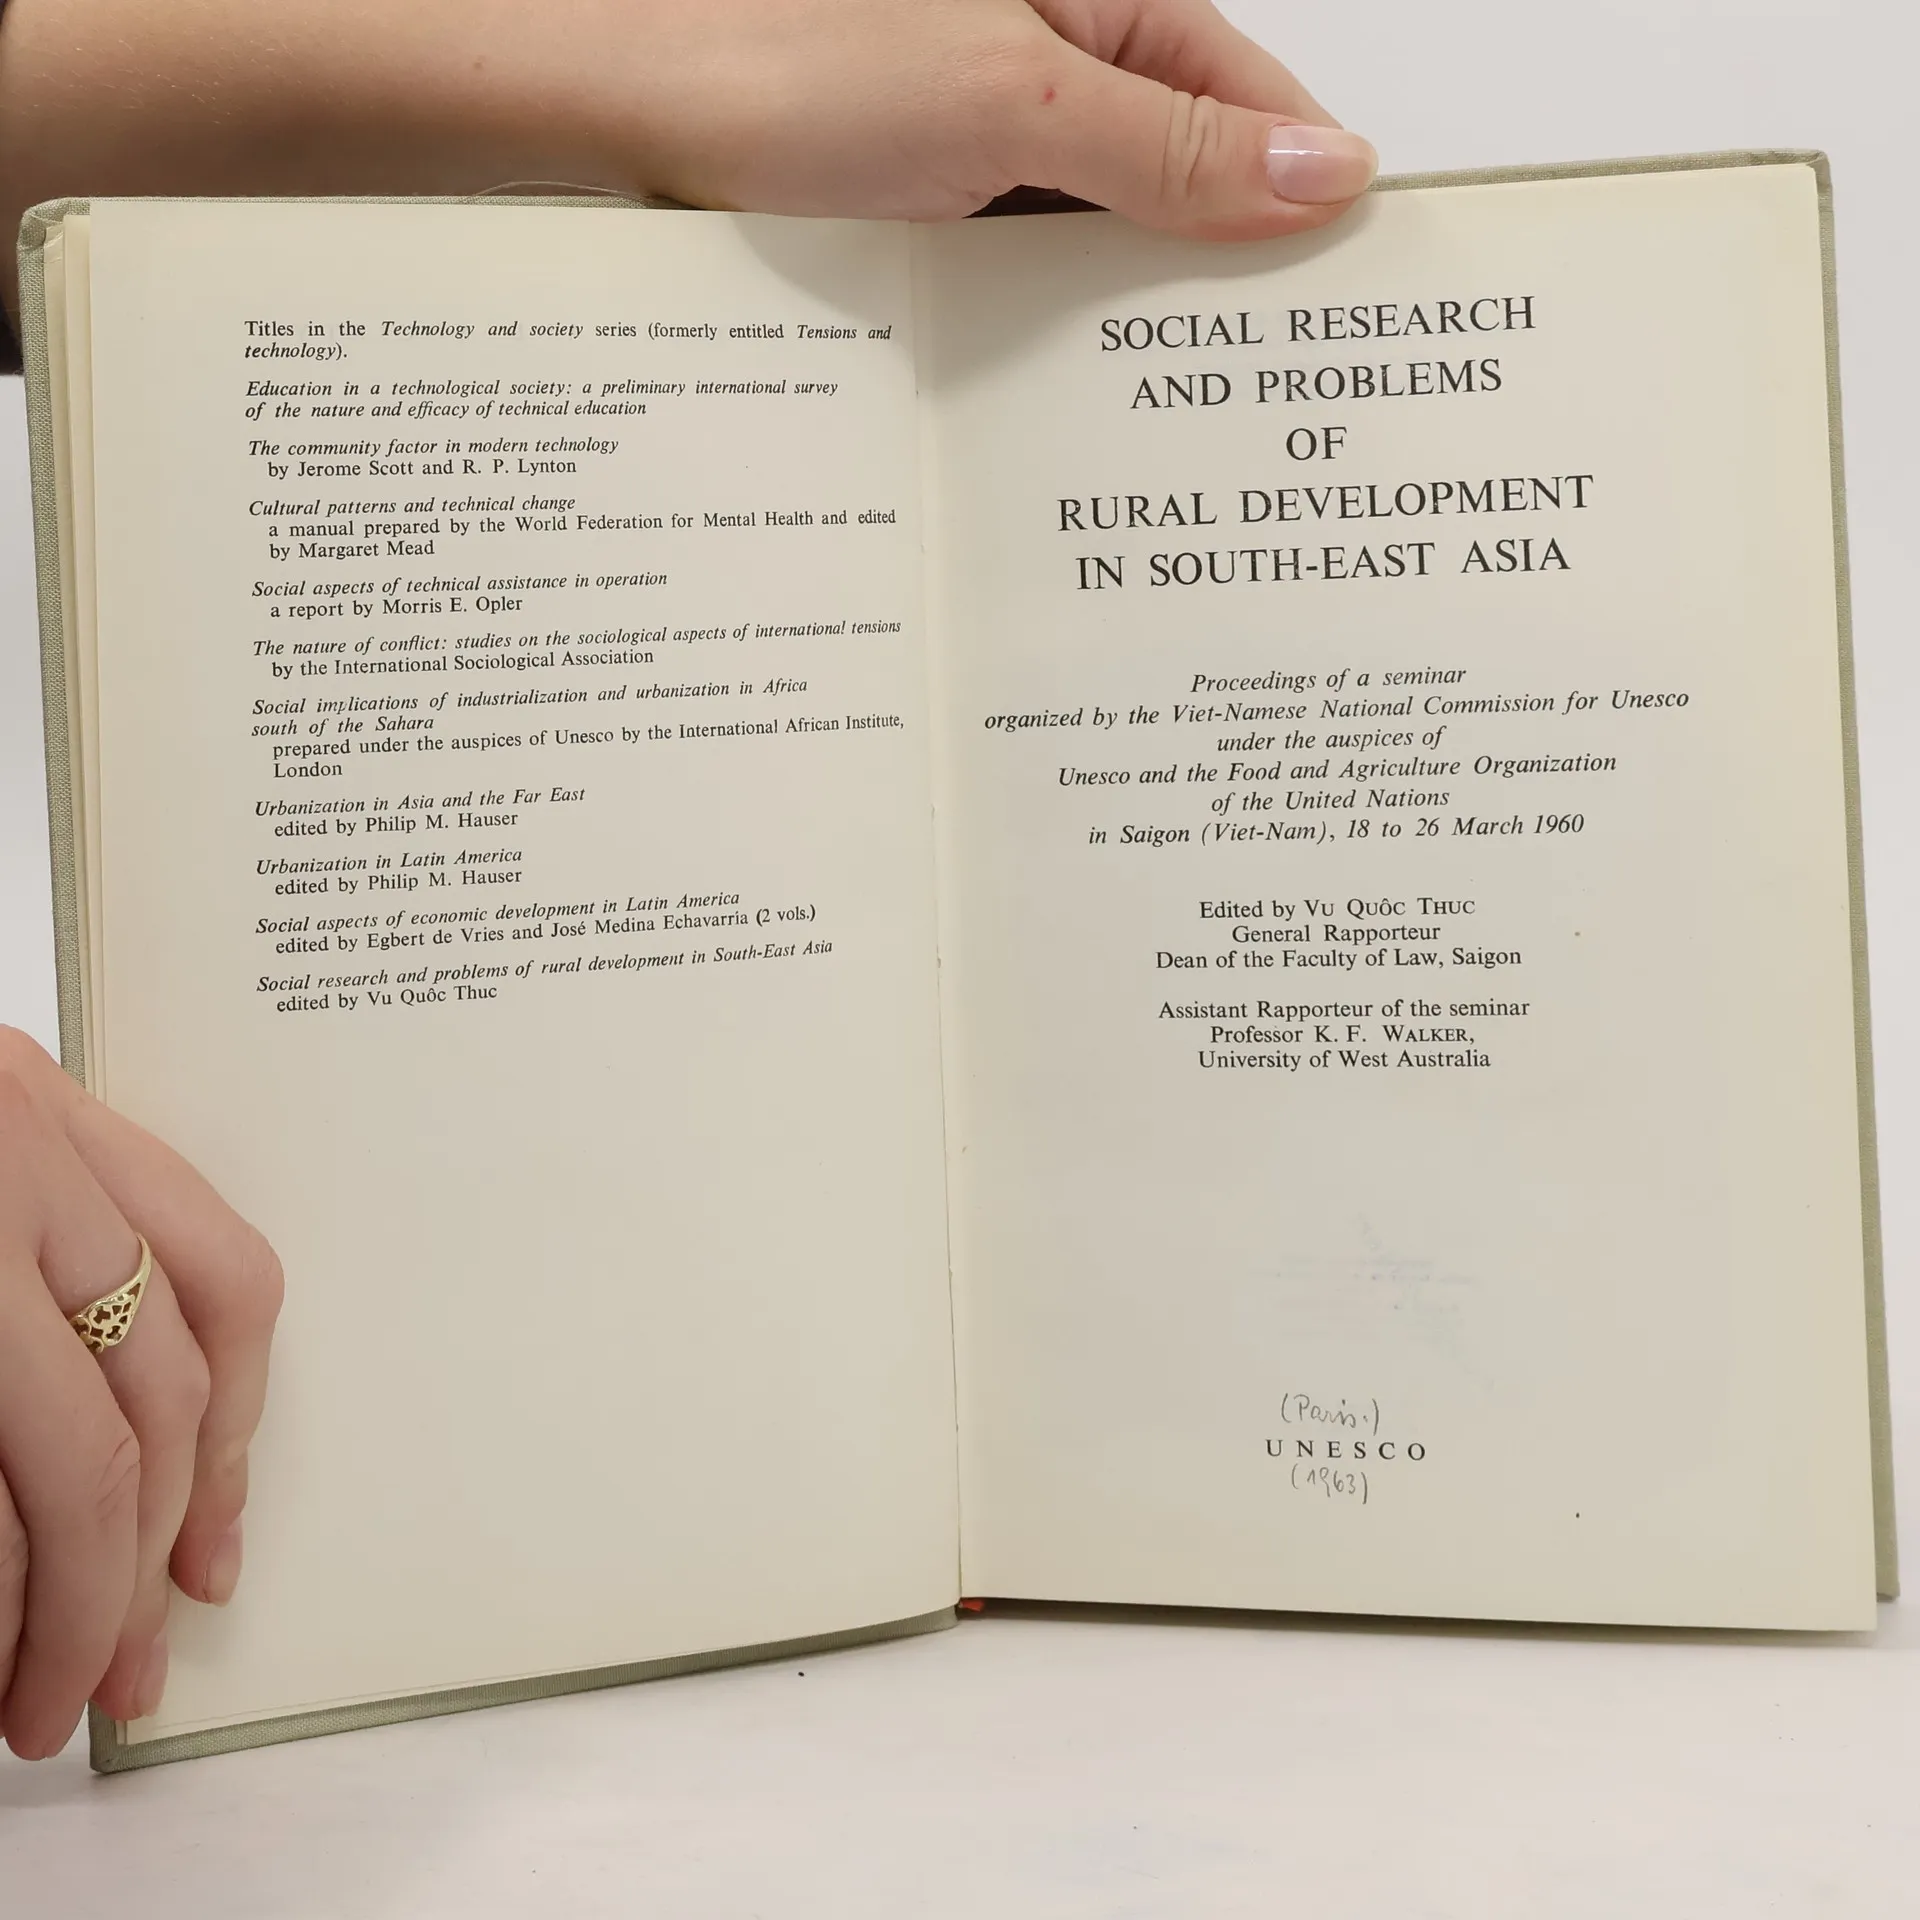 Titles in the Technology and society series (formerly entitled Tensions and
technology).
Education in a technological society: a preliminary international survey
of the nature and efficacy of technical education
The community factor in modern technology
by Jerome Scott and R. P. Lynton
Cultural patterns and technical change
a manual prepared by the World Federation for Mental Health and edited
by Margaret Mead
Social aspects of technical assistance in operation
a report by Morris E. Opler
The nature of conflict: studies on the sociological aspects of international tensions
by the International Sociological Association
Social implications of industrialization and urbanization in Africa
south of the Sahara
prepared under the auspices of Unesco by the International African Institute,
London
Urbanization in Asia and the Far East
edited by Philip M. Hauser
Urbanization in Latin America
edited by Philip M. Hauser
Social aspects of economic development in Latin America
edited by Egbert de Vries and José Medina Echavarría (2 vols.)
Social research and problems of rural development in South-East Asia
edited by Vu Quôc Thuc
SOCIAL RESEARCH
AND PROBLEMS
OF
RURAL DEVELOPMENT
IN SOUTH-EAST ASIA
Proceedings of a seminar
organized by the Viet-Namese National Commission for Unesco
under the auspices of
Unesco and the Food and Agriculture Organization
of the United Nations
in Saigon (Viet-Nam), 18 to 26 March 1960
Edited by VU QUÔC THUC
General Rapporteur
Dean of the Faculty of Law, Saigon
Assistant Rapporteur of the seminar
Professor K. F. WALKER,
University of West Australia
(Paris.)
UNESCO
(1963)